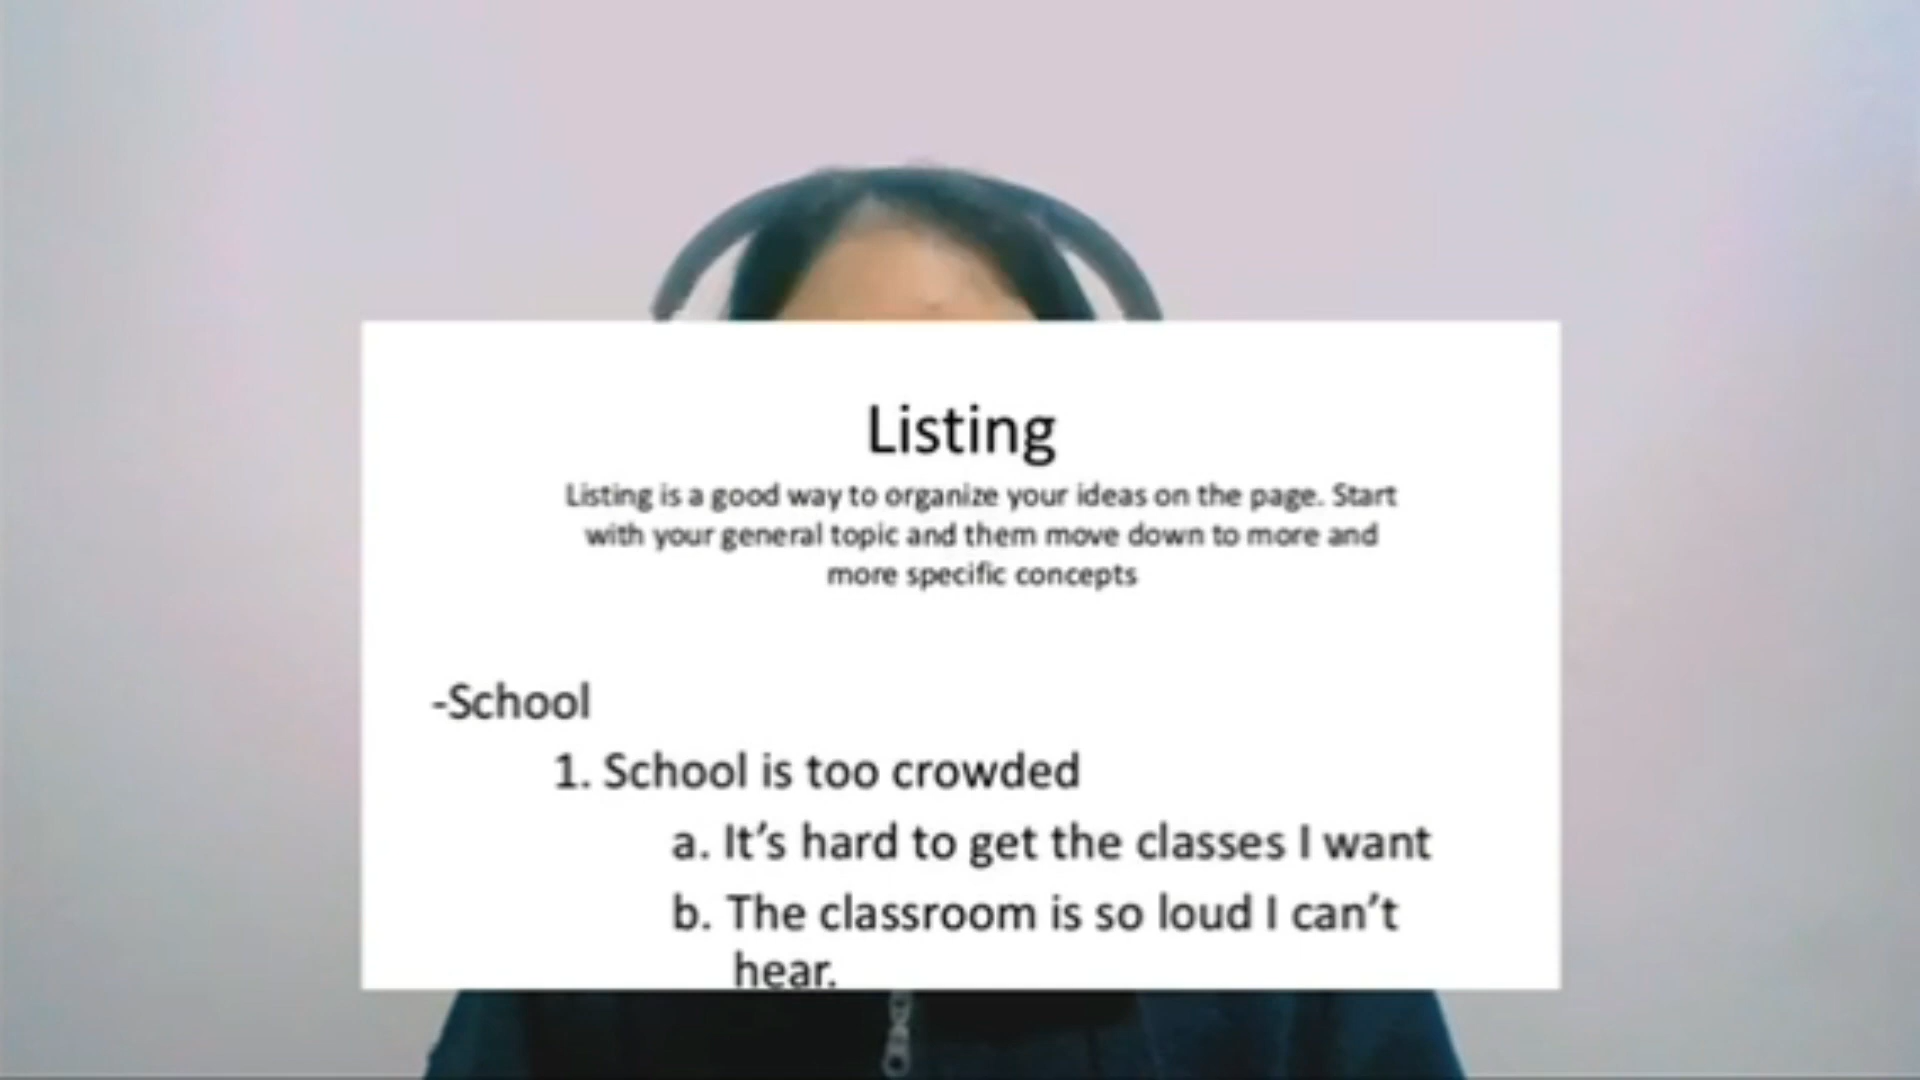 Listing
Listing is a good way to organize your ideas on the page. Start
with your general topic and them move down to more and
more specific concepts
-School
1. School is too crowded
a. It's hard to get the classes I want
b. The classroom is so loud I can't
hear.